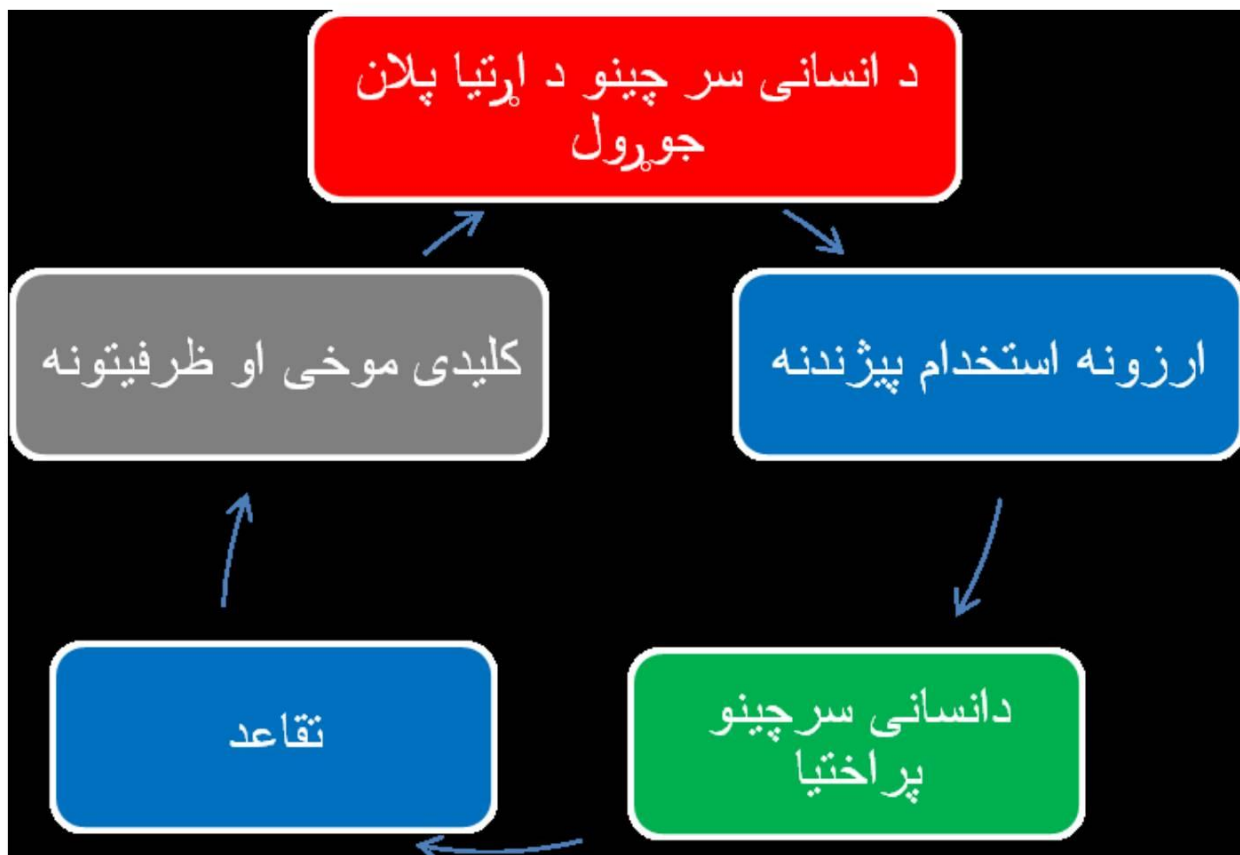 د انسانی سر چینو د اړتیا پلان
جوړول
ارزونه استخدام پیژندنه
دانسانی سرچینو
پراختیا
تقاعد
کلیدی موخی او ظرفیتونه